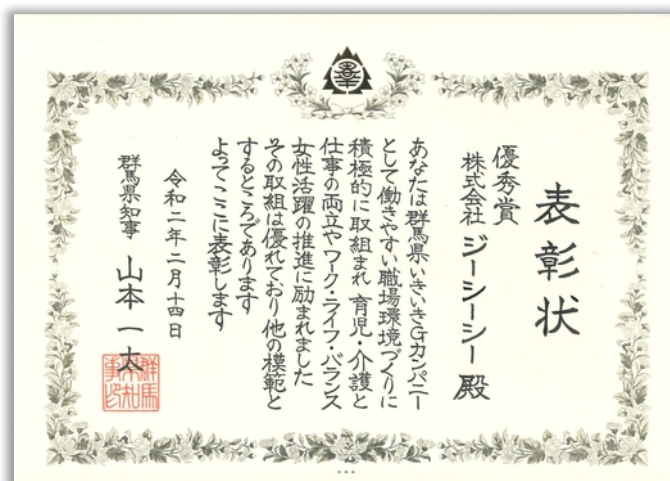 表彰状
優秀賞
株式会社 ジーシーシー 殿
あなたは群馬県いきいきGカンパニー
として働きやすい職場環境づくりに
積極的に取組まれ 育児・介護と
仕事の両立やワーク・ライフ・バランス
女性活躍の推進に励まれました
その取組は優れており他の模範と
するところであります
よってここに表彰します
令和二年二月十四日
群馬県知事 山本一太
群馬
県知
事印